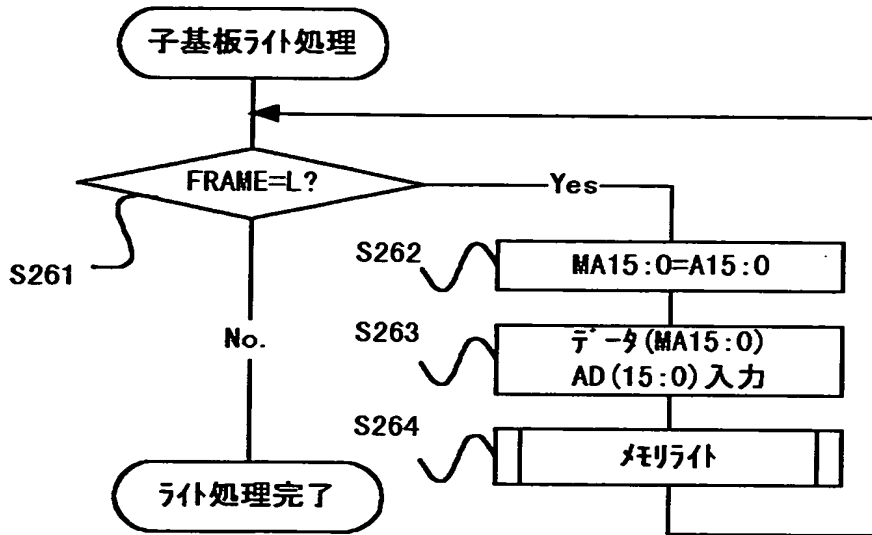 子基板ライト処理
FRAME=L?
Yes
S261
S262
MA15:0=A15:0
No.
S263
データ(MA15:0)
AD(15:0)入力
S264
メモリライト
ライト処理完了